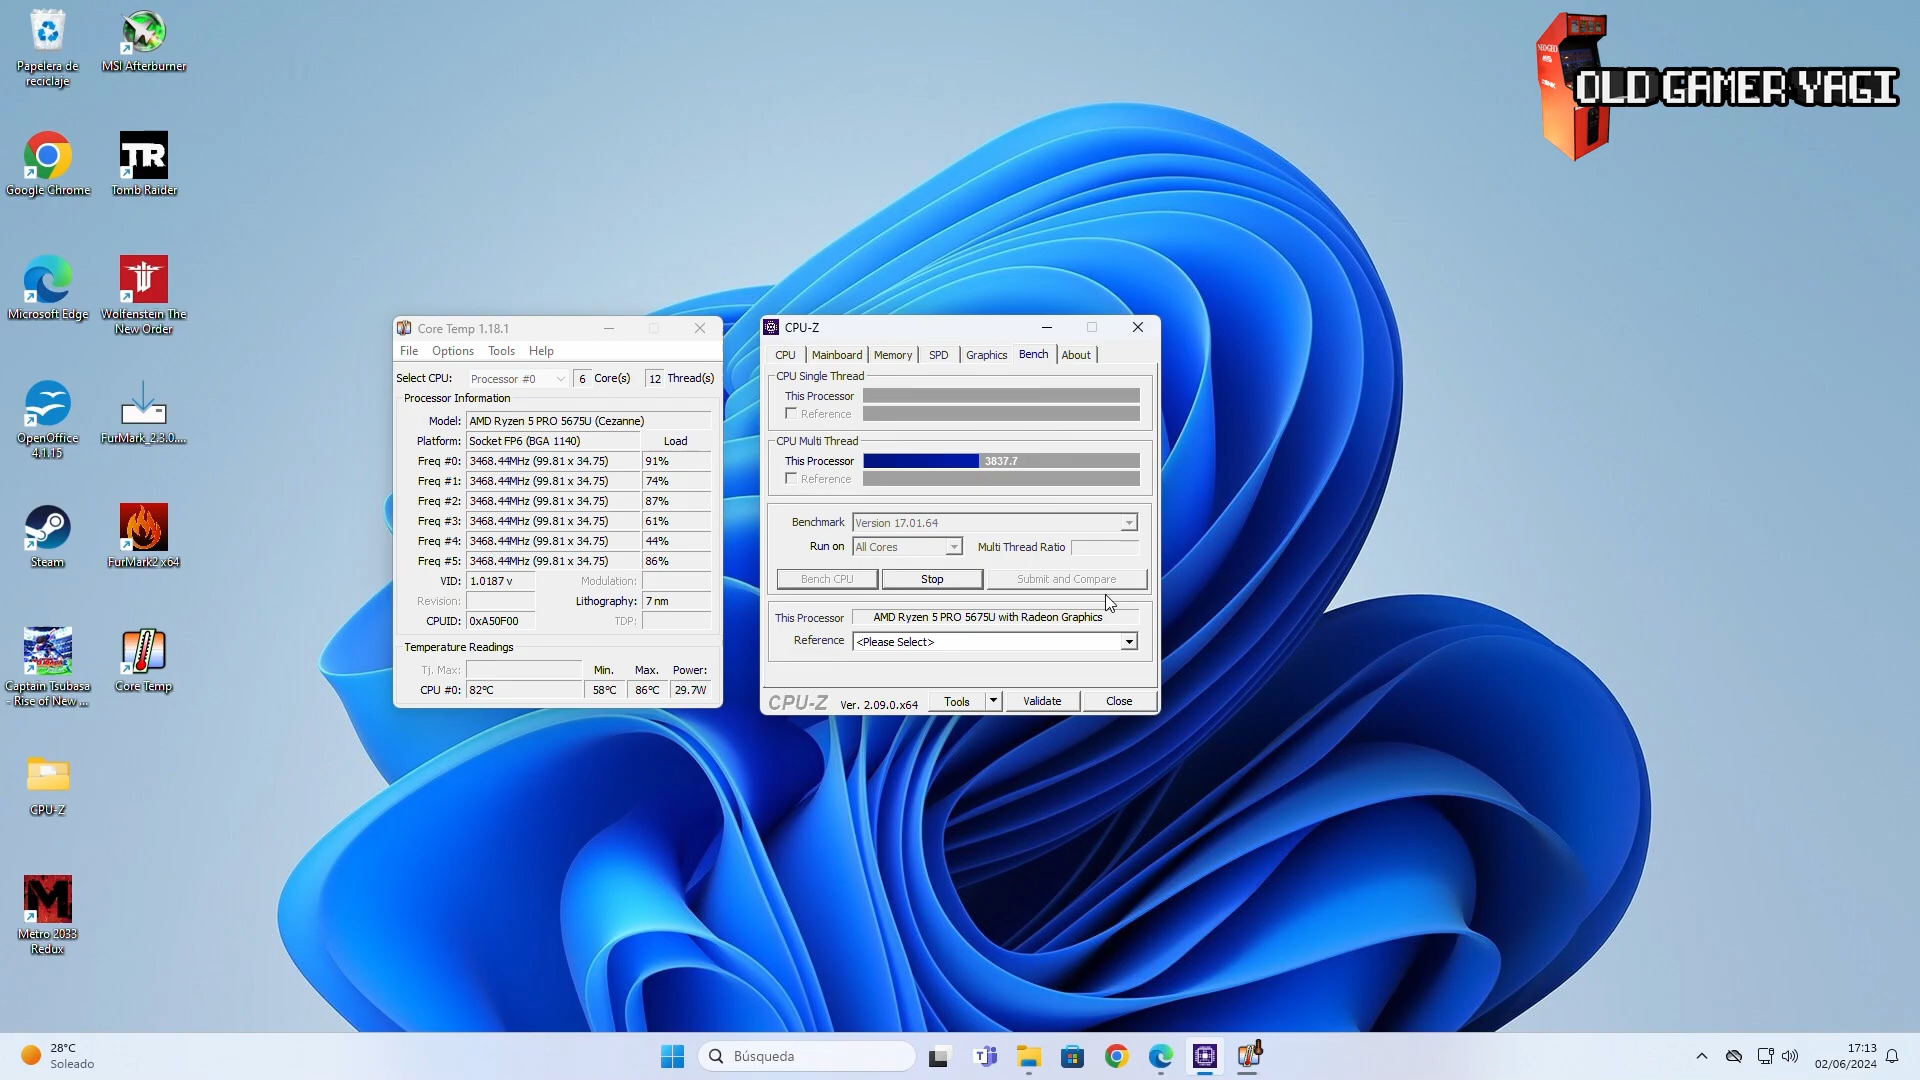 Papelera de
reciclaje
MSI Afterburner
Google Chrome
TR
Tomb Raider
Microsoft Edge
Wolfenstein The
New Order
OpenOffice
4.1.15
FurMark_2.3.0....
Steam
FurMark2 x64
Captain Tsubasa
- Rise of New ...
Core Temp
CPU-Z
Metro 2033
Redux
OLD GAMER YAGI
NEO·GEO
Core Temp 1.18.1
File Options Tools Help
Select CPU: Processor #0 6 Core(s) 12 Thread(s)
Processor Information
Model: AMD Ryzen 5 PRO 5675U (Cezanne)
Platform: Socket FP6 (BGA 1140) Load
Freq #0: 3468.44MHz (99.81 x 34.75) 91%
Freq #1: 3468.44MHz (99.81 x 34.75) 74%
Freq #2: 3468.44MHz (99.81 x 34.75) 87%
Freq #3: 3468.44MHz (99.81 x 34.75) 61%
Freq #4: 3468.44MHz (99.81 x 34.75) 44%
Freq #5: 3468.44MHz (99.81 x 34.75) 86%
VID: 1.0187 v Modulation:
Revision: Lithography: 7 nm
CPUID: 0xA50F00 TDP:
Temperature Readings
Tj. Max: Min. Max. Power:
CPU #0: 82°C 58°C 86°C 29.7W
CPU-Z
CPU Mainboard Memory SPD Graphics Bench About
CPU Single Thread
This Processor
Reference
CPU Multi Thread
This Processor 3837.7
Reference
Benchmark Version 17.01.64
Run on All Cores Multi Thread Ratio
Bench CPU Stop Submit and Compare
This Processor AMD Ryzen 5 PRO 5675U with Radeon Graphics
Reference <Please Select>
CPU-Z Ver. 2.09.0.x64 Tools Validate Close
28°C
Soleado
Búsqueda
17:13
02/06/2024